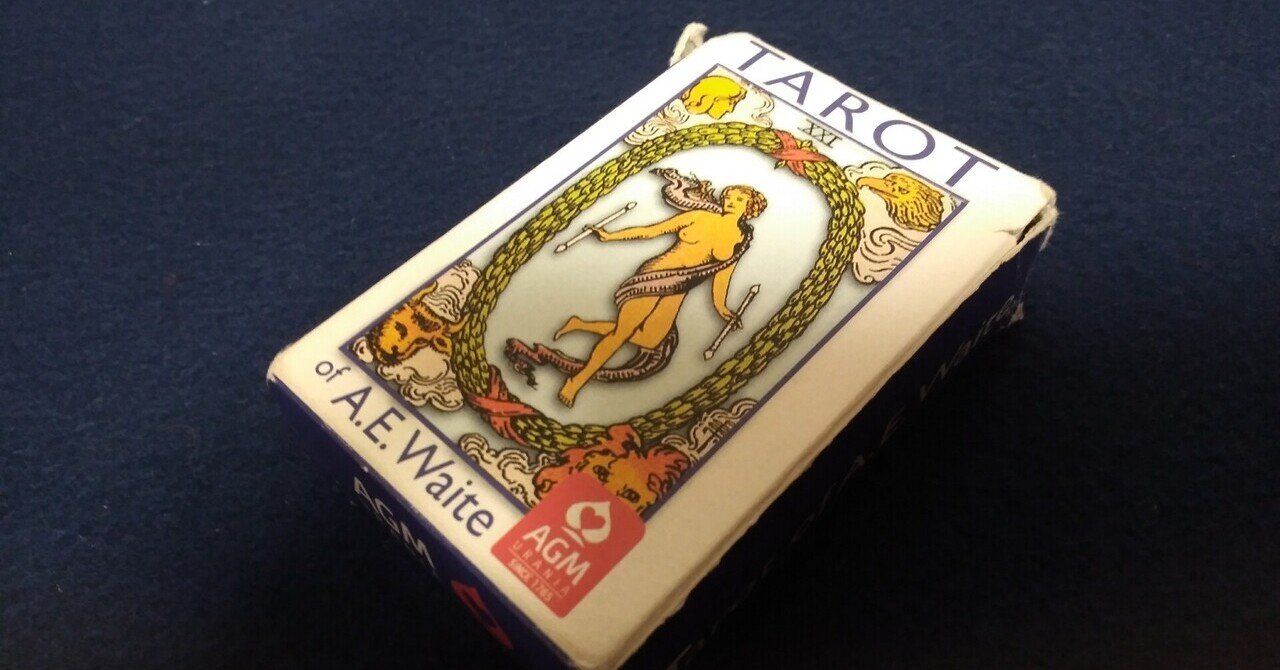 TAROT
XXI
of A.E. Waite
AGM
URANIA
SINCE 1765
AGM